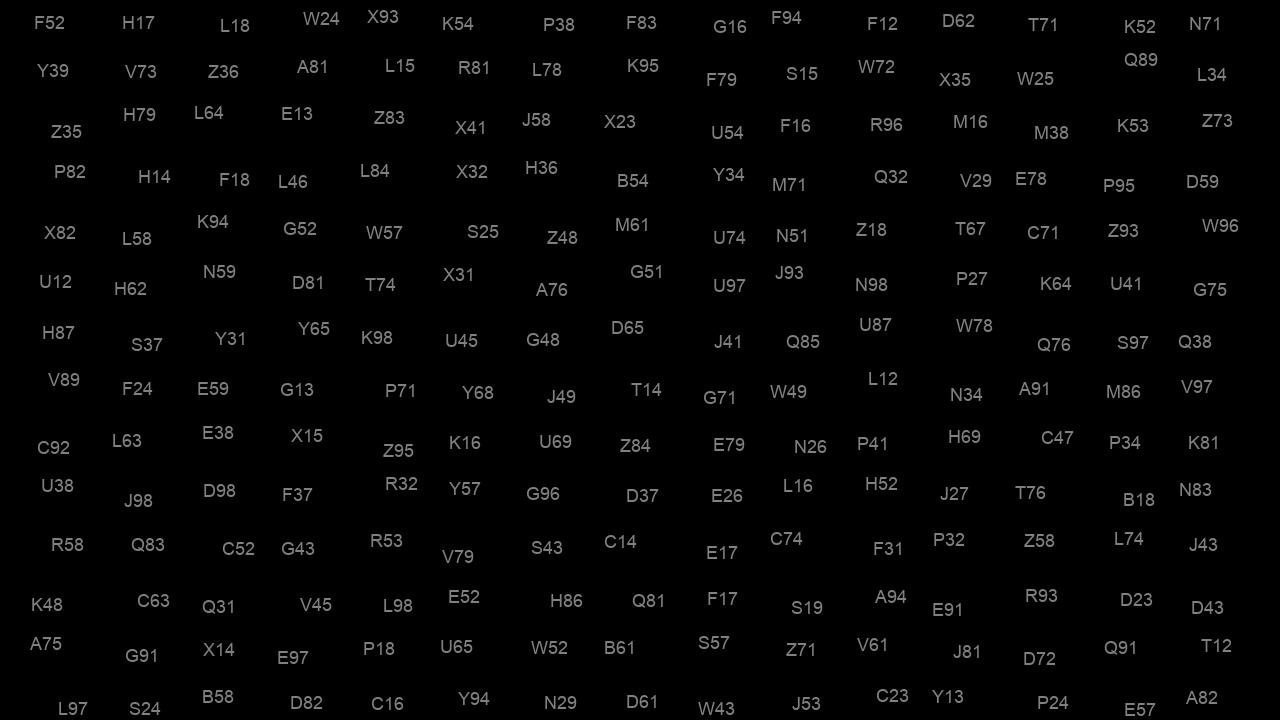 F52 H17 L18 W24 X93 K54 P38 F83 G16 F94 F12 D62 T71 K52 N71
Y39 V73 Z36 A81 L15 R81 L78 K95 F79 S15 W72 X35 W25 Q89 L34
Z35 H79 L64 E13 Z83 X41 J58 X23 U54 F16 R96 M16 M38 K53 Z73
P82 H14 F18 L46 L84 X32 H36 B54 Y34 M71 Q32 V29 E78 P95 D59
X82 L58 K94 G52 W57 S25 Z48 M61 U74 N51 Z18 T67 C71 Z93 W96
U12 H62 N59 D81 T74 X31 A76 G51 U97 J93 N98 P27 K64 U41 G75
H87 S37 Y31 Y65 K98 U45 G48 D65 J41 Q85 U87 W78 Q76 S97 Q38
V89 F24 E59 G13 P71 Y68 J49 T14 G71 W49 L12 N34 A91 M86 V97
C92 L63 E38 X15 Z95 K16 U69 Z84 E79 N26 P41 H69 C47 P34 K81
U38 J98 D98 F37 R32 Y57 G96 D37 E26 L16 H52 J27 T76 B18 N83
R58 Q83 C52 G43 R53 V79 S43 C14 E17 C74 F31 P32 Z58 L74 J43
K48 C63 Q31 V45 L98 E52 H86 Q81 F17 S19 A94 E91 R93 D23 D43
A75 G91 X14 E97 P18 U65 W52 B61 S57 Z71 V61 J81 D72 Q91 T12
L97 S24 B58 D82 C16 Y94 N29 D61 W43 J53 C23 Y13 P24 E57 A82